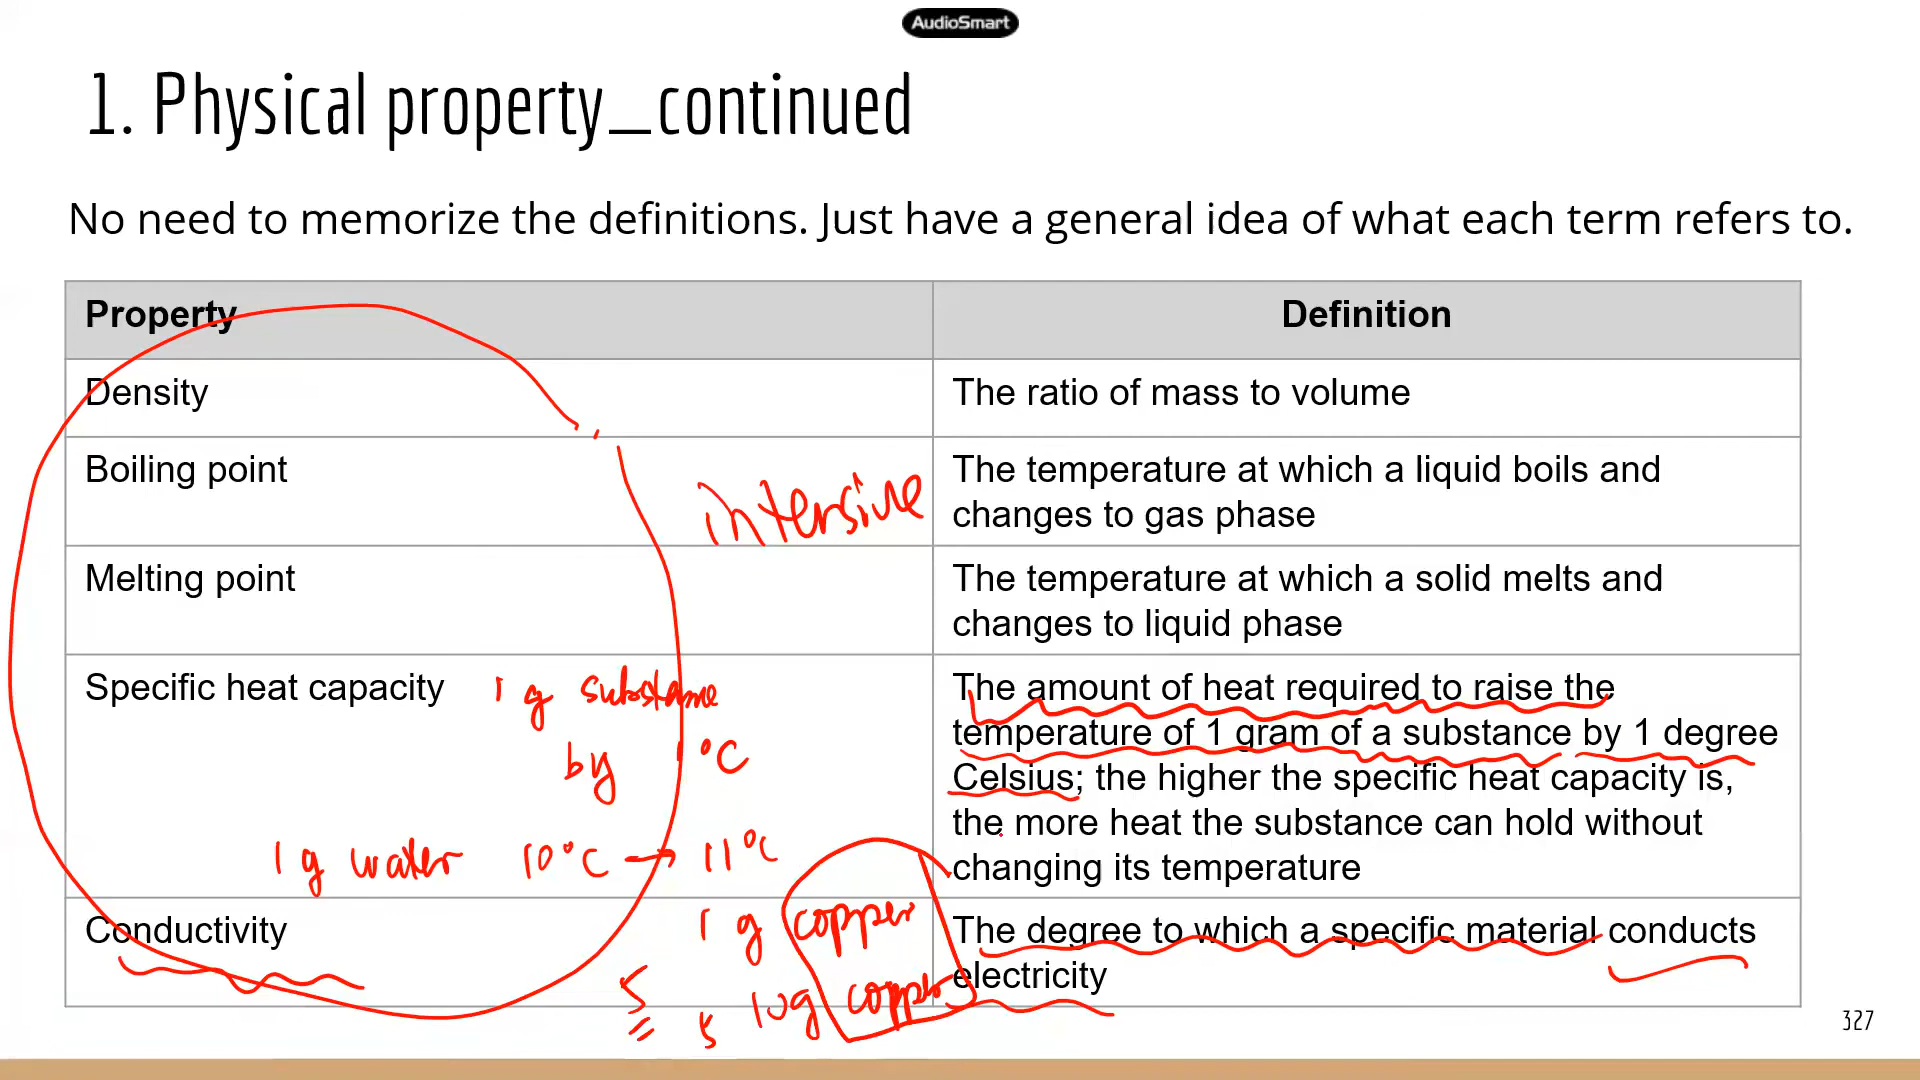 AudioSmart
1. Physical property_continued
No need to memorize the definitions. Just have a general idea of what each term refers to.
Property
Definition
Density
The ratio of mass to volume
Boiling point
intensive
The temperature at which a liquid boils and
changes to gas phase
Melting point
The temperature at which a solid melts and
changes to liquid phase
Specific heat capacity
1 g substance
by 1°C
1 g water 10°C → 11°C
The amount of heat required to raise the
temperature of 1 gram of a substance by 1 degree
Celsius; the higher the specific heat capacity is,
the more heat the substance can hold without
changing its temperature
Conductivity
1 g copper
5
5
10g copper
The degree to which a specific material conducts
electricity
327